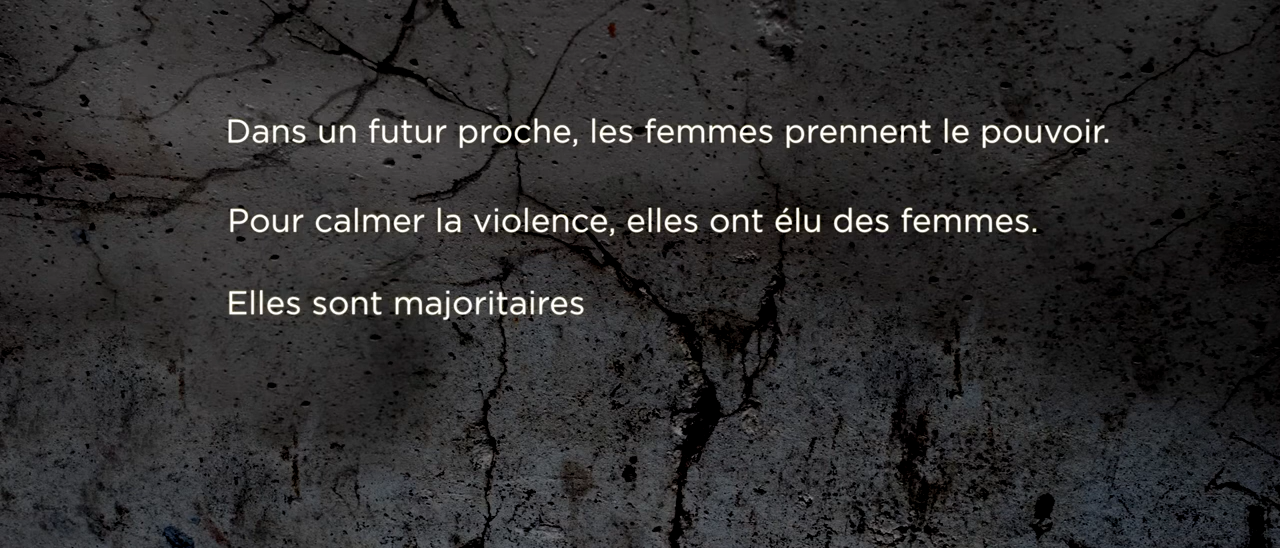 Dans un futur proche, les femmes prennent le pouvoir.
Pour calmer la violence, elles ont élu des femmes.
Elles sont majoritaires